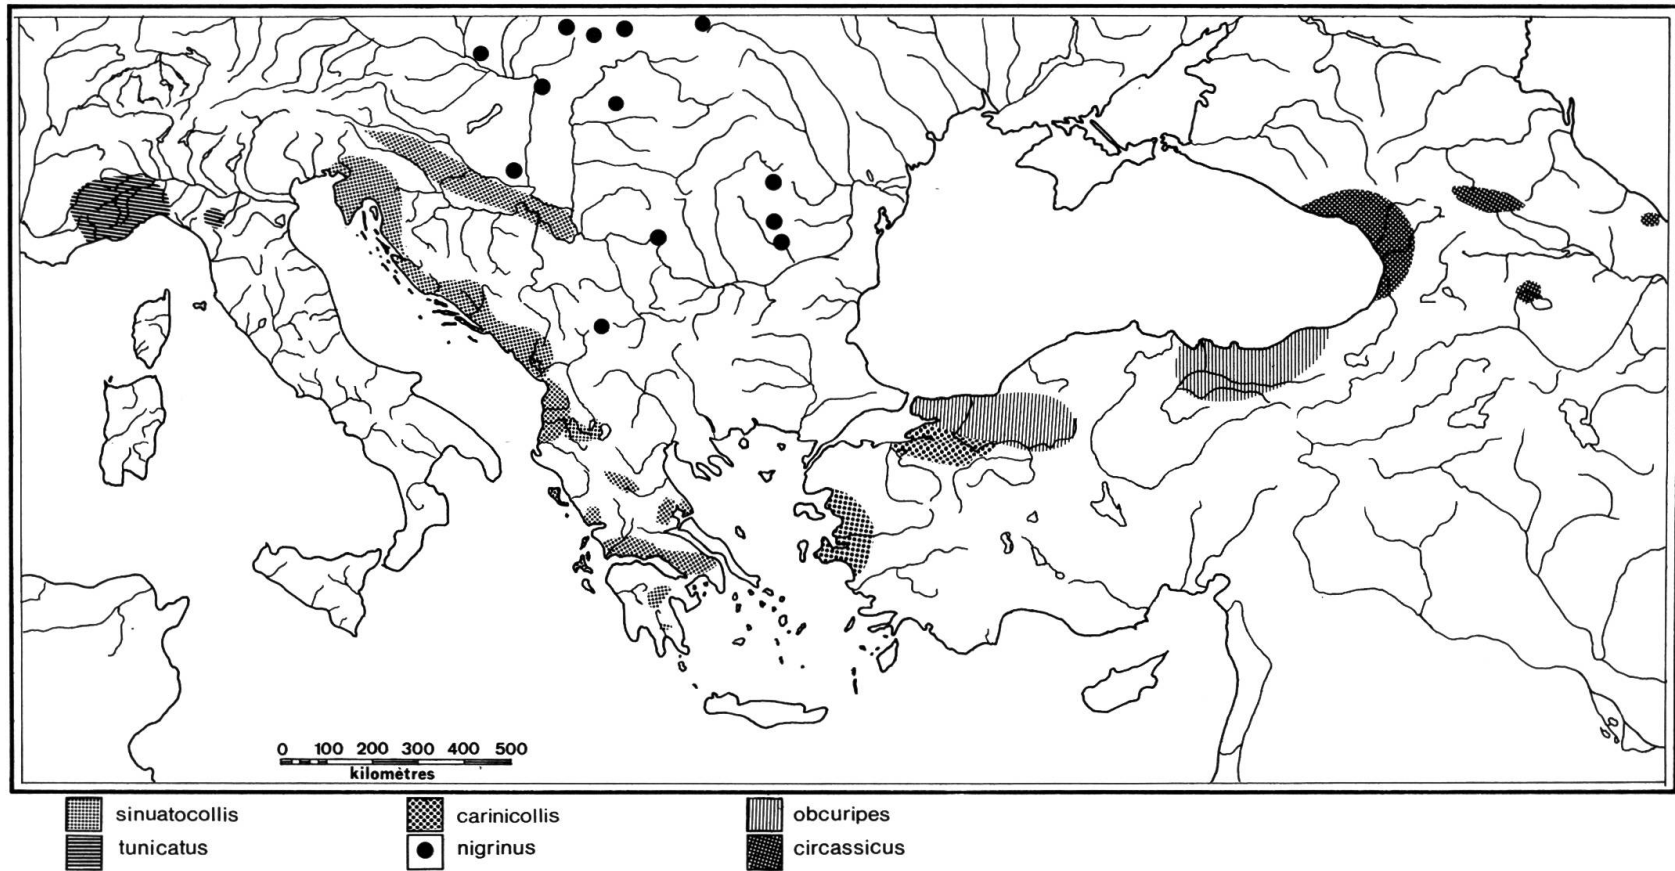 0 100 200 300 400 500
kilomètres
sinuatocollis
carinicollis
obcuripes
tunicatus
nigrinus
circassicus